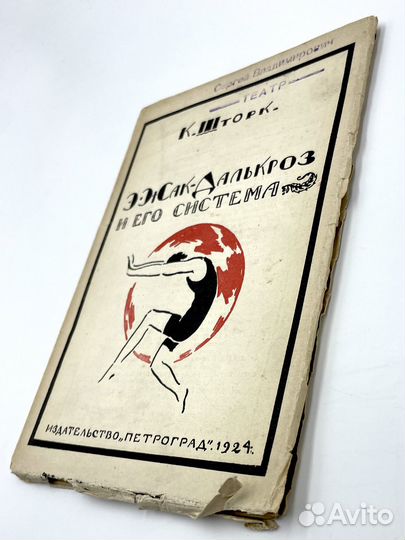 Сергей Владимирович
ТЕАТР
К. Шторк.
Э. Жак-Далькроз
и его система
ИЗДАТЕЛЬСТВО „ПЕТРОГРАД”. 1924.
Avito